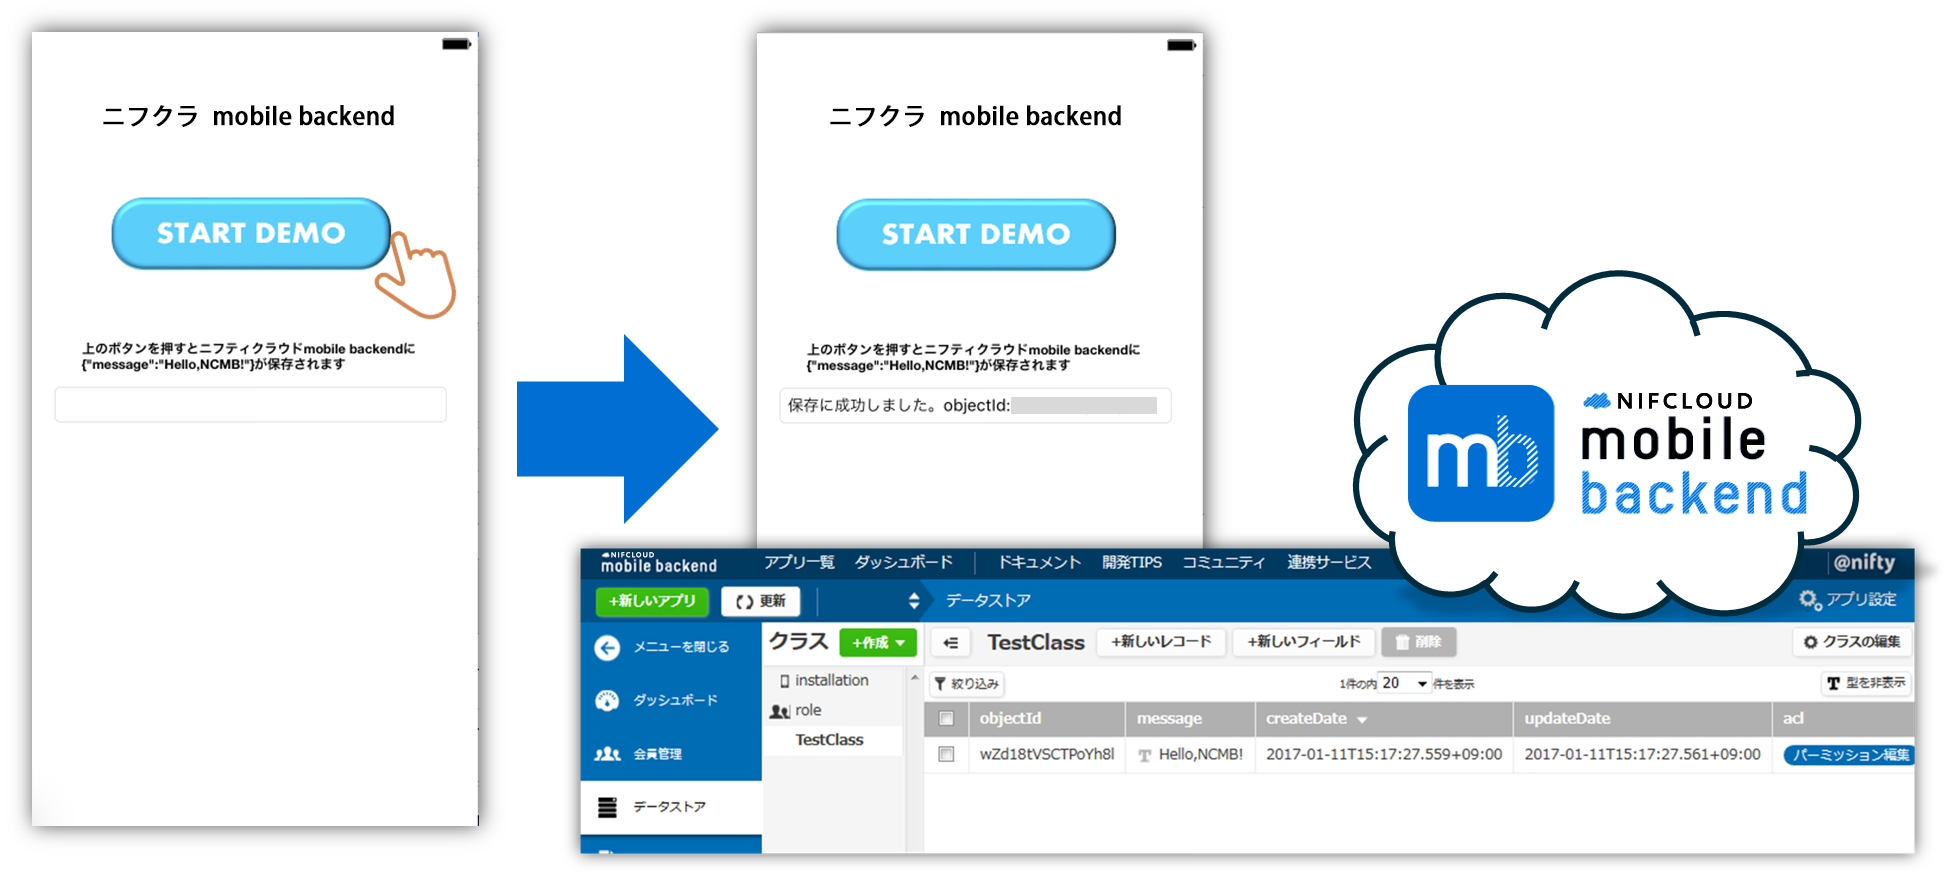 ニフクラ mobile backend
START DEMO
上のボタンを押すとニフティクラウドmobile backendに
{"message":"Hello,NCMB!"}が保存されます
ニフクラ mobile backend
START DEMO
上のボタンを押すとニフティクラウドmobile backendに
{"message":"Hello,NCMB!"}が保存されます
保存に成功しました。objectId:
mb
NIFCLOUD
mobile
backend
NIFCLOUD
mobile backend
アプリ一覧 ダッシュボード ドキュメント 開発TIPS コミュニティ 連携サービス @nifty
+新しいアプリ 更新 データストア アプリ設定
メニューを閉じる
ダッシュボード
会員管理
データストア
クラス +作成
installation
role
TestClass
TestClass +新しいレコード +新しいフィールド 削除 クラスの編集
絞り込み 1件の内 20 件を表示 T 型を非表示
objectId message createDate updateDate acl
wZd18tVSCTPoYh8l T Hello,NCMB! 2017-01-11T15:17:27.559+09:00 2017-01-11T15:17:27.561+09:00 パーミッション編集